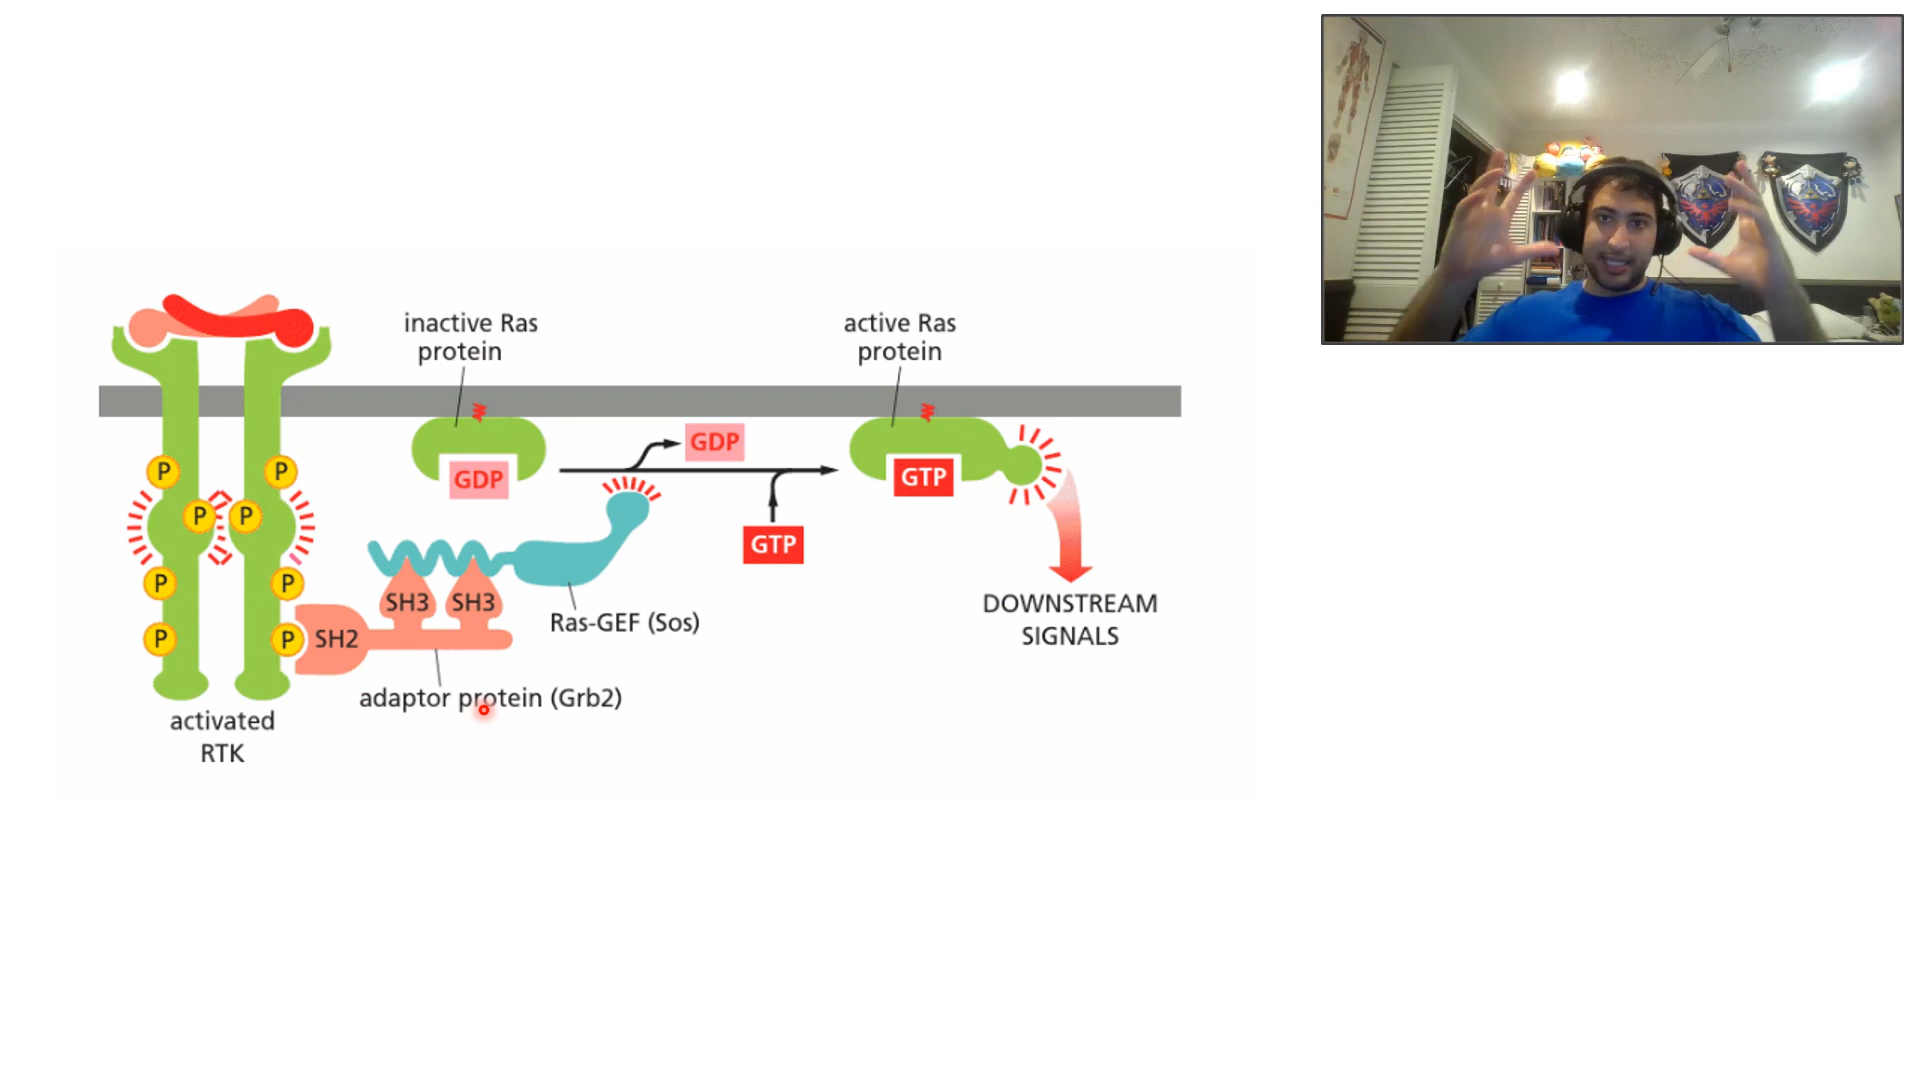 inactive Ras
protein
active Ras
protein
GDP
GDP
GTP
GTP
P
P
P
P
P
P
P
P
SH3
SH3
SH2
Ras-GEF (Sos)
DOWNSTREAM
SIGNALS
adaptor protein (Grb2)
activated
RTK